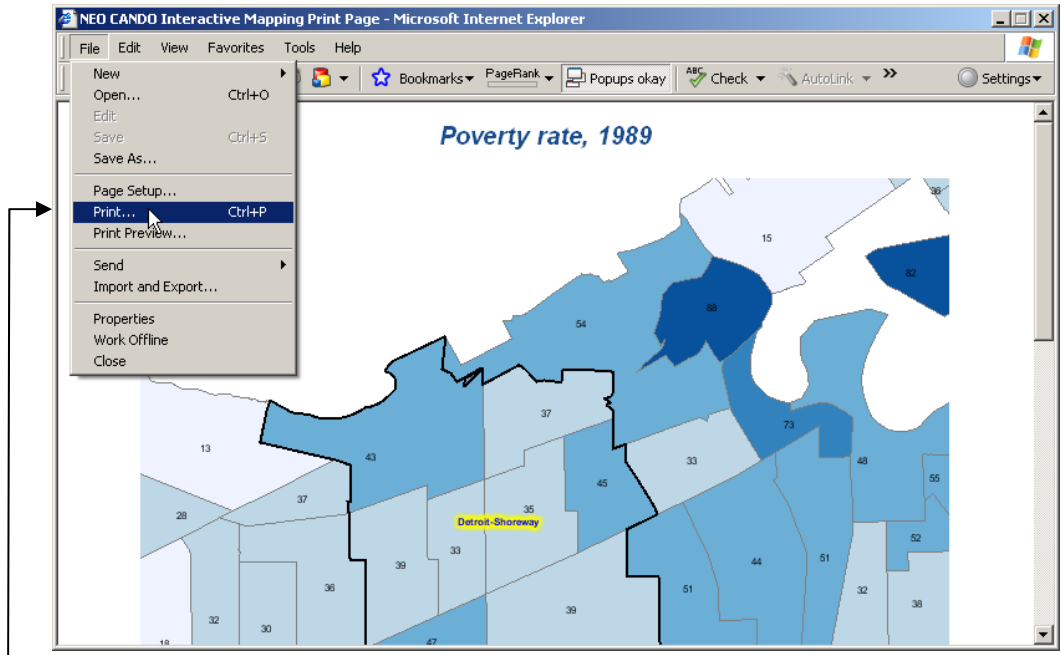 NEO CANDO Interactive Mapping Print Page - Microsoft Internet Explorer
File Edit View Favorites Tools Help
Bookmarks PageRank Popups okay ABC Check AutoLink » Settings
New
Open... Ctrl+O
Edit
Save Ctrl+S
Save As...
Page Setup...
Print... Ctrl+P
Print Preview...
Send
Import and Export...
Properties
Work Offline
Close
Poverty rate, 1989
36
15
82
88
54
37
73
13
43
33
48
45
55
37
35
28
Detroit-Shoreway
52
33
39
44
51
36
51
32
38
39
32
30
18
47